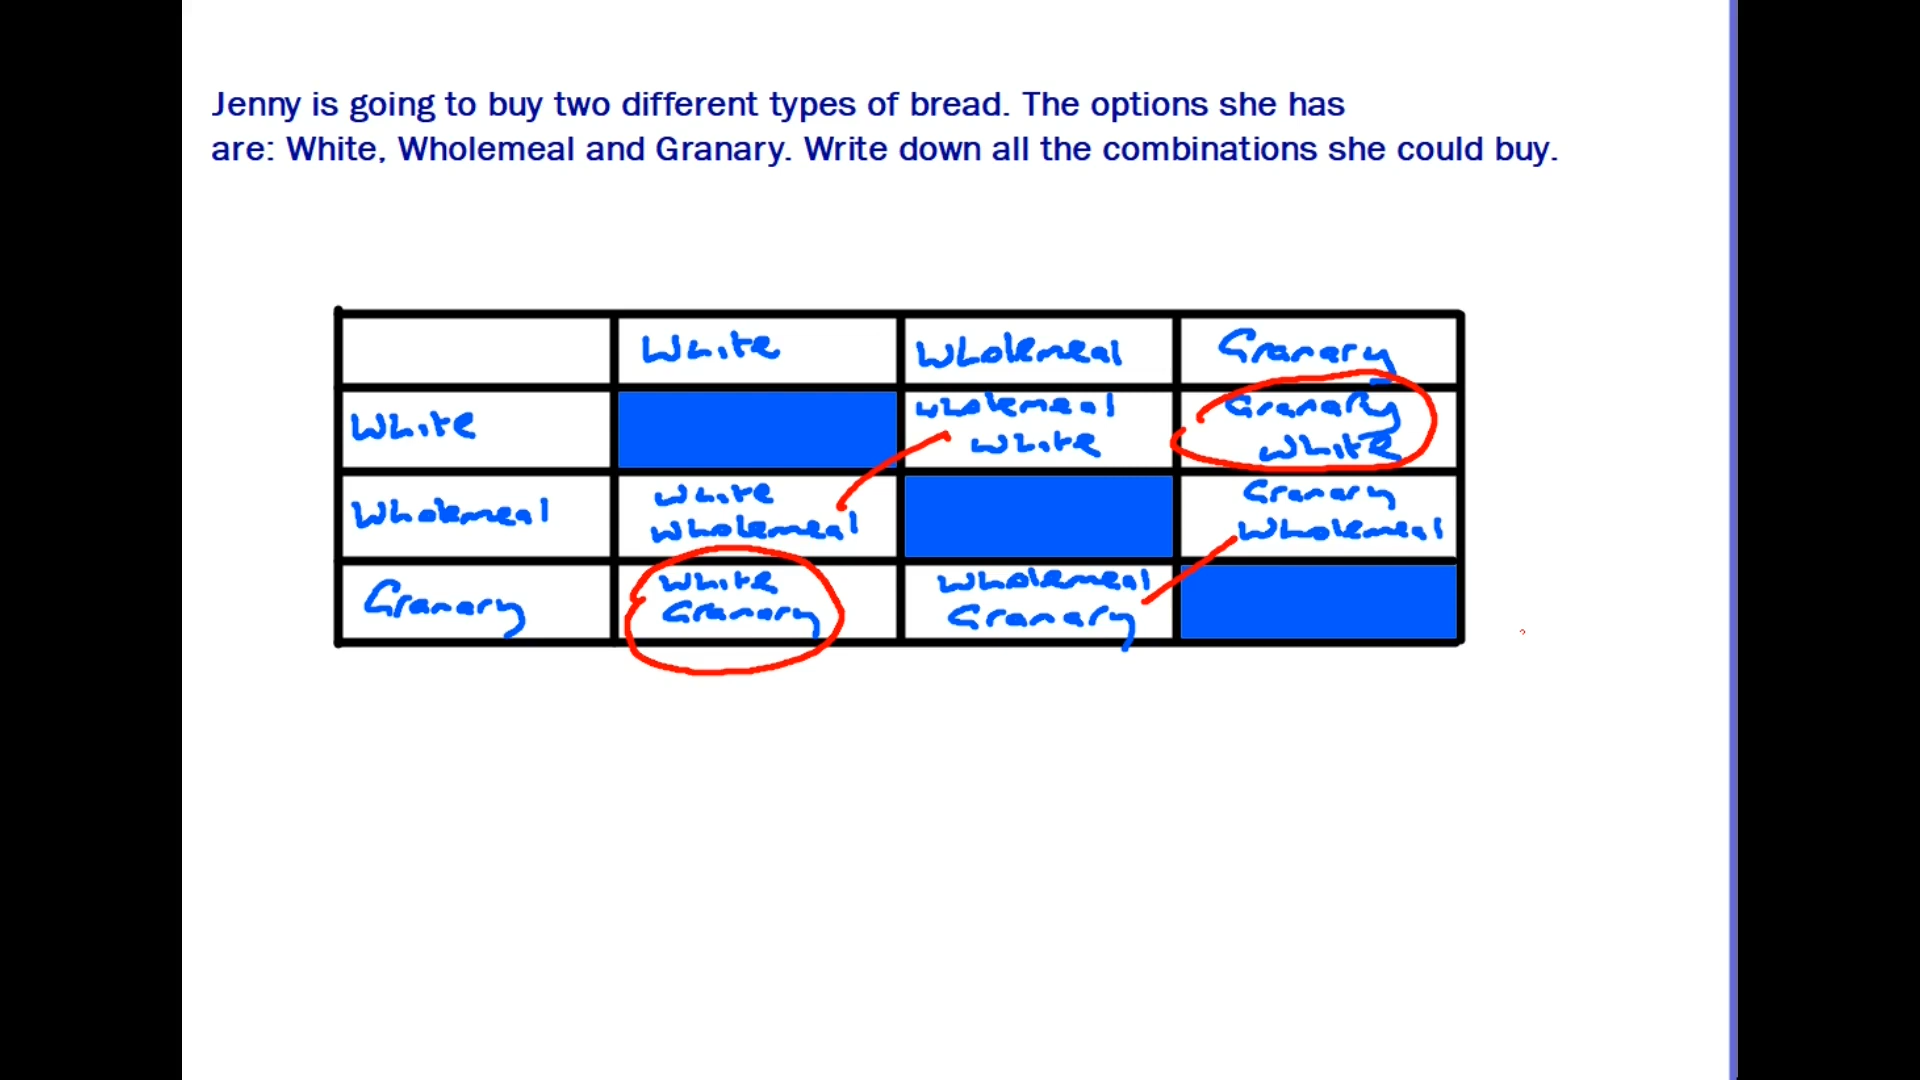 Jenny is going to buy two different types of bread. The options she has
are: White, Wholemeal and Granary. Write down all the combinations she could buy.
White Wholemeal Granary
White
Wholemeal
White
Granary
White
Wholemeal
White
Wholemeal
Granary
Wholemeal
Granary
White
Granary
Wholemeal
Granary